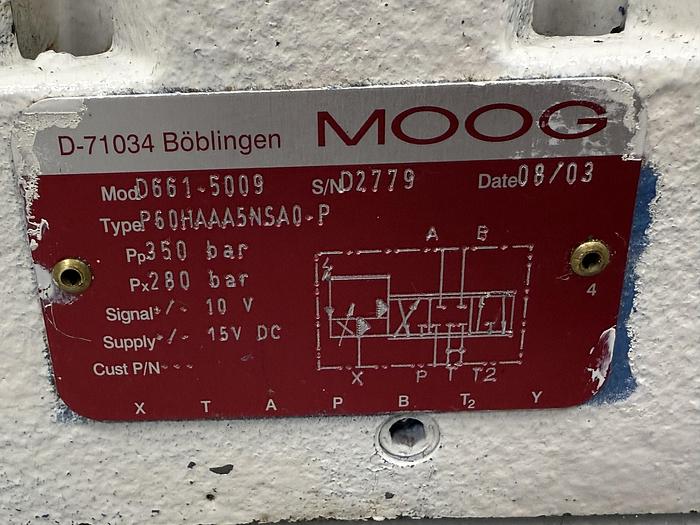 D-71034 Böblingen MOOG
Mod. D661-5009 S/N D2779 Date 08/03
Type P60HAAA5NSA0-P
Pp 350 bar
Px 280 bar
Signal +/- 10 V
Supply +/- 15V DC
Cust P/N ---
A B
4
X P T T2
X T A P B T2 Y